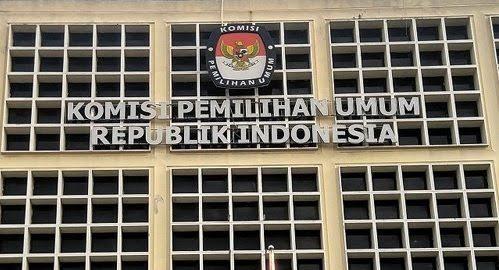 KOMISI
PEMILIHAN UMUM
KOMISI PEMILIHAN UMUM
REPUBLIK INDONESIA